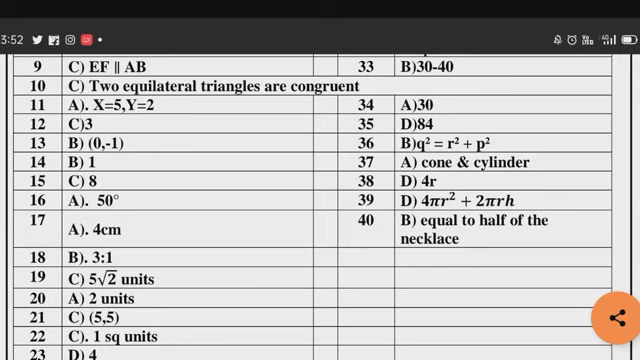 3:52
9 C) EF || AB 33 B)30-40
10 C) Two equilateral triangles are congruent
11 A). X=5,Y=2 34 A)30
12 C)3 35 D)84
13 B) (0,-1) 36 B)q² = r² + p²
14 B) 1 37 A) cone & cylinder
15 C) 8 38 D) 4r
16 A). 50° 39 D) 4πr² + 2πrh
17 A). 4cm 40 B) equal to half of the
necklace
18 B). 3:1
19 C) 5√2 units
20 A) 2 units
21 C) (5,5)
22 C). 1 sq units
23 D) 4